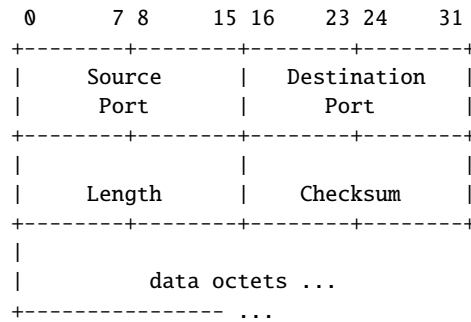 0 7 8 15 16 23 24 31
+--------+--------+--------+--------+
| Source | Destination |
| Port | Port |
+--------+--------+--------+--------+
| | |
| Length | Checksum |
+--------+--------+--------+--------+
|
| data octets ...
+---------------- ...